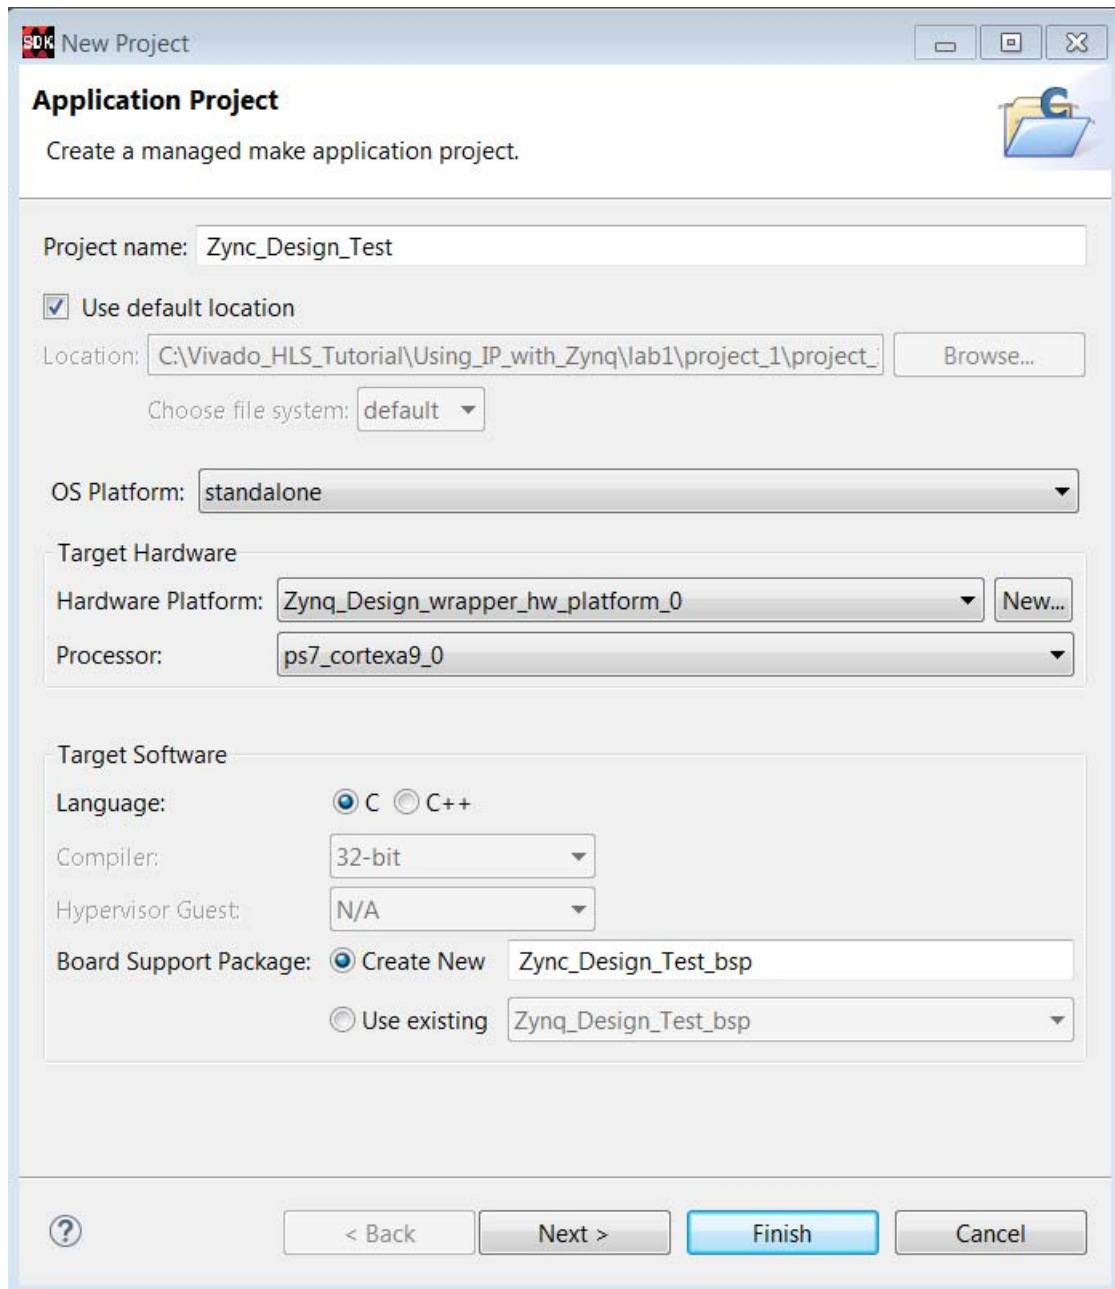 SDK New Project
Application Project
Create a managed make application project.
Project name: Zync_Design_Test
Use default location
Location: C:\Vivado_HLS_Tutorial\Using_IP_with_Zynq\lab1\project_1\project_ Browse...
Choose file system: default
OS Platform: standalone
Target Hardware
Hardware Platform: Zynq_Design_wrapper_hw_platform_0 New...
Processor: ps7_cortexa9_0
Target Software
Language: C C++
Compiler: 32-bit
Hypervisor Guest: N/A
Board Support Package: Create New Zync_Design_Test_bsp
Use existing Zynq_Design_Test_bsp
? < Back Next > Finish Cancel